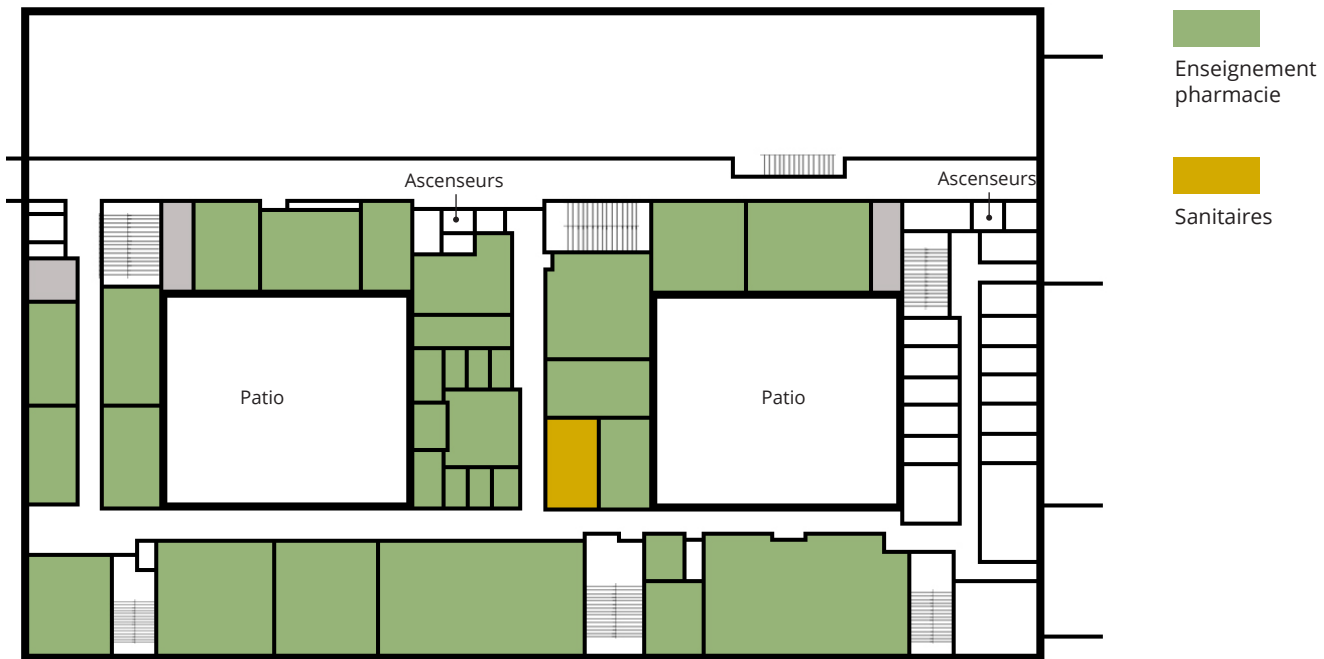 Enseignement
pharmacie
Sanitaires
Ascenseurs
Ascenseurs
Patio
Patio